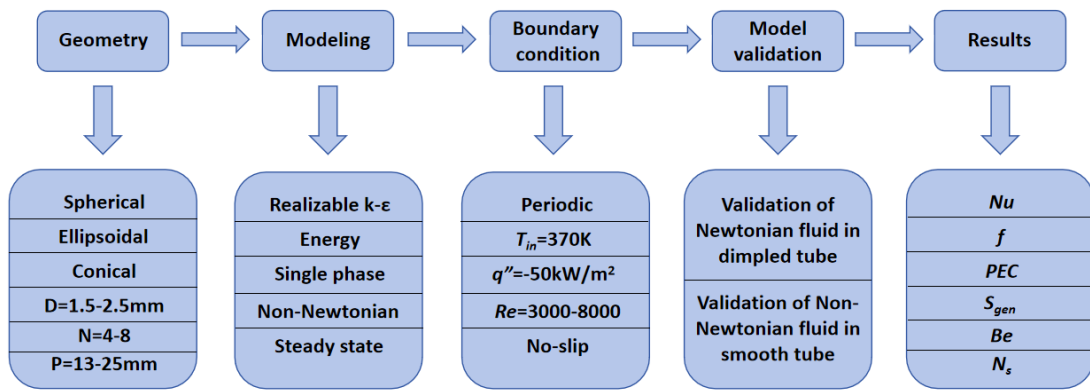 Geometry
Modeling
Boundary
condition
Model
validation
Results
Spherical
Ellipsoidal
Conical
D=1.5-2.5mm
N=4-8
P=13-25mm
Realizable k-ε
Energy
Single phase
Non-Newtonian
Steady state
Periodic
Tin=370K
q″=-50kW/m²
Re=3000-8000
No-slip
Validation of
Newtonian fluid in
dimpled tube
Validation of Non-
Newtonian fluid in
smooth tube
Nu
f
PEC
Sgen
Be
Ns